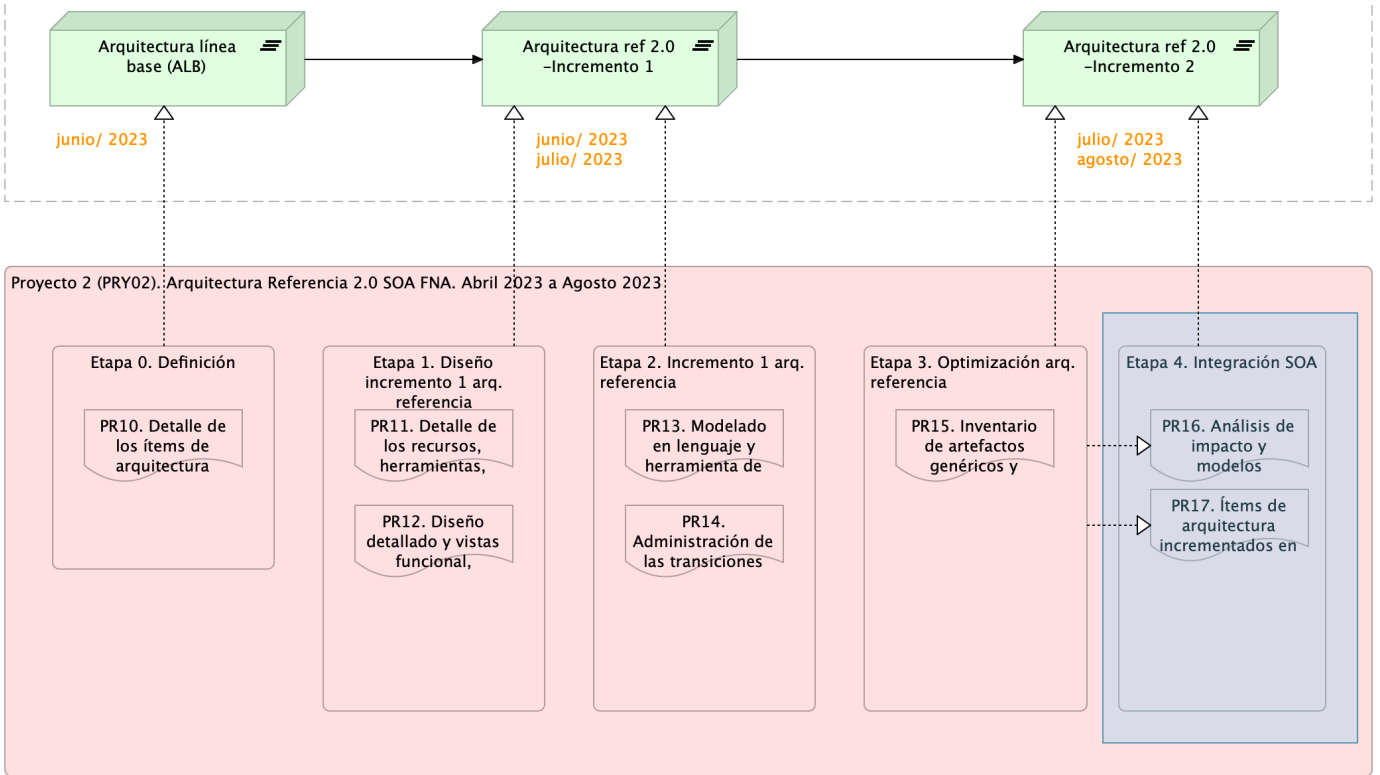 Arquitectura línea
base (ALB)
Arquitectura ref 2.0
-Incremento 1
Arquitectura ref 2.0
-Incremento 2
junio/ 2023
junio/ 2023
julio/ 2023
julio/ 2023
agosto/ 2023
Proyecto 2 (PRY02). Arquitectura Referencia 2.0 SOA FNA. Abril 2023 a Agosto 2023
Etapa 0. Definición
PR10. Detalle de
los ítems de
arquitectura
Etapa 1. Diseño
incremento 1 arq.
referencia
PR11. Detalle de
los recursos,
herramientas,
PR12. Diseño
detallado y vistas
funcional,
Etapa 2. Incremento 1 arq.
referencia
PR13. Modelado
en lenguaje y
herramienta de
PR14.
Administración de
las transiciones
Etapa 3. Optimización arq.
referencia
PR15. Inventario
de artefactos
genéricos y
Etapa 4. Integración SOA
PR16. Análisis de
impacto y
modelos
PR17. Ítems de
arquitectura
incrementados en